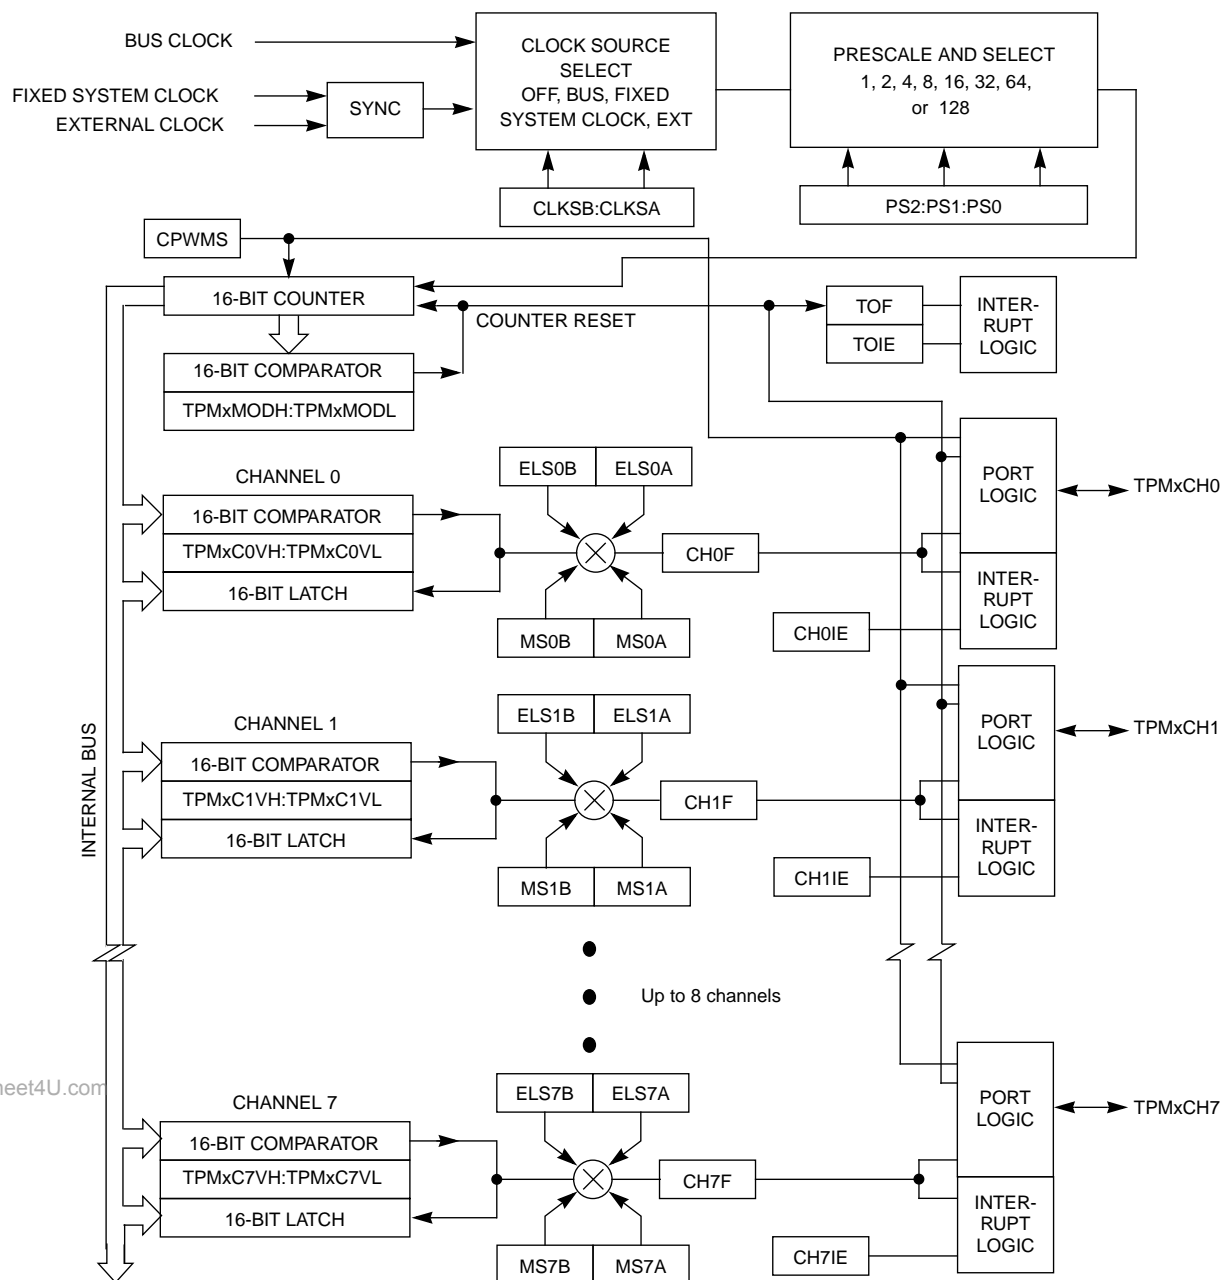 BUS CLOCK
FIXED SYSTEM CLOCK
EXTERNAL CLOCK
SYNC
CLOCK SOURCE
SELECT
OFF, BUS, FIXED
SYSTEM CLOCK, EXT
PRESCALE AND SELECT
1, 2, 4, 8, 16, 32, 64,
or 128
CLKSB:CLKSA
PS2:PS1:PS0
CPWMS
16-BIT COUNTER
COUNTER RESET
TOF
TOIE
INTER-
RUPT
LOGIC
16-BIT COMPARATOR
TPMxMODH:TPMxMODL
CHANNEL 0
16-BIT COMPARATOR
TPMxC0VH:TPMxC0VL
16-BIT LATCH
ELS0B
ELS0A
MS0B
MS0A
CH0F
CH0IE
PORT
LOGIC
INTER-
RUPT
LOGIC
TPMxCH0
INTERNAL BUS
CHANNEL 1
16-BIT COMPARATOR
TPMxC1VH:TPMxC1VL
16-BIT LATCH
ELS1B
ELS1A
MS1B
MS1A
CH1F
CH1IE
PORT
LOGIC
INTER-
RUPT
LOGIC
TPMxCH1
Up to 8 channels
neet4U.com
CHANNEL 7
16-BIT COMPARATOR
TPMxC7VH:TPMxC7VL
16-BIT LATCH
ELS7B
ELS7A
MS7B
MS7A
CH7F
CH7IE
PORT
LOGIC
INTER-
RUPT
LOGIC
TPMxCH7